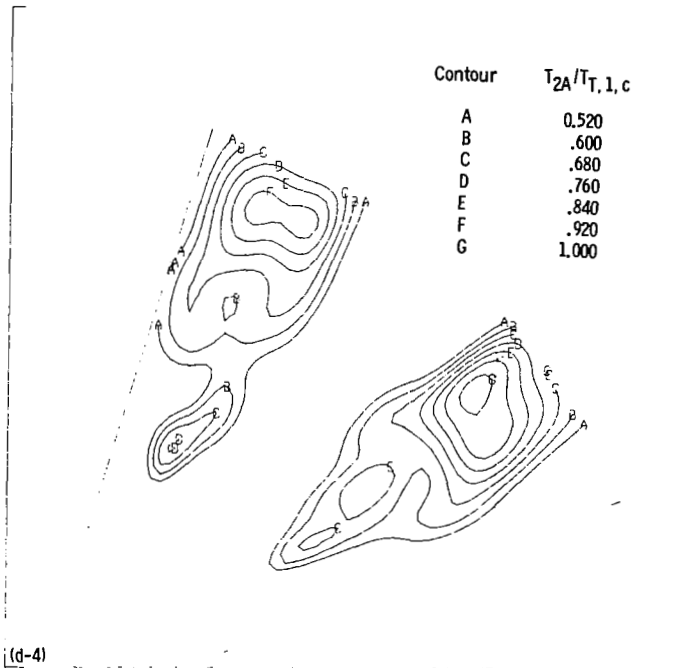 Contour T2A/TT, 1, c
A 0.520
B .600
C .680
D .760
E .840
F .920
G 1.000
A
B
C
D
E
F
C
B
A
A
A
A
A
B
C
A
B
E
D
E
G
C
C
B
A
C
C
(d-4)